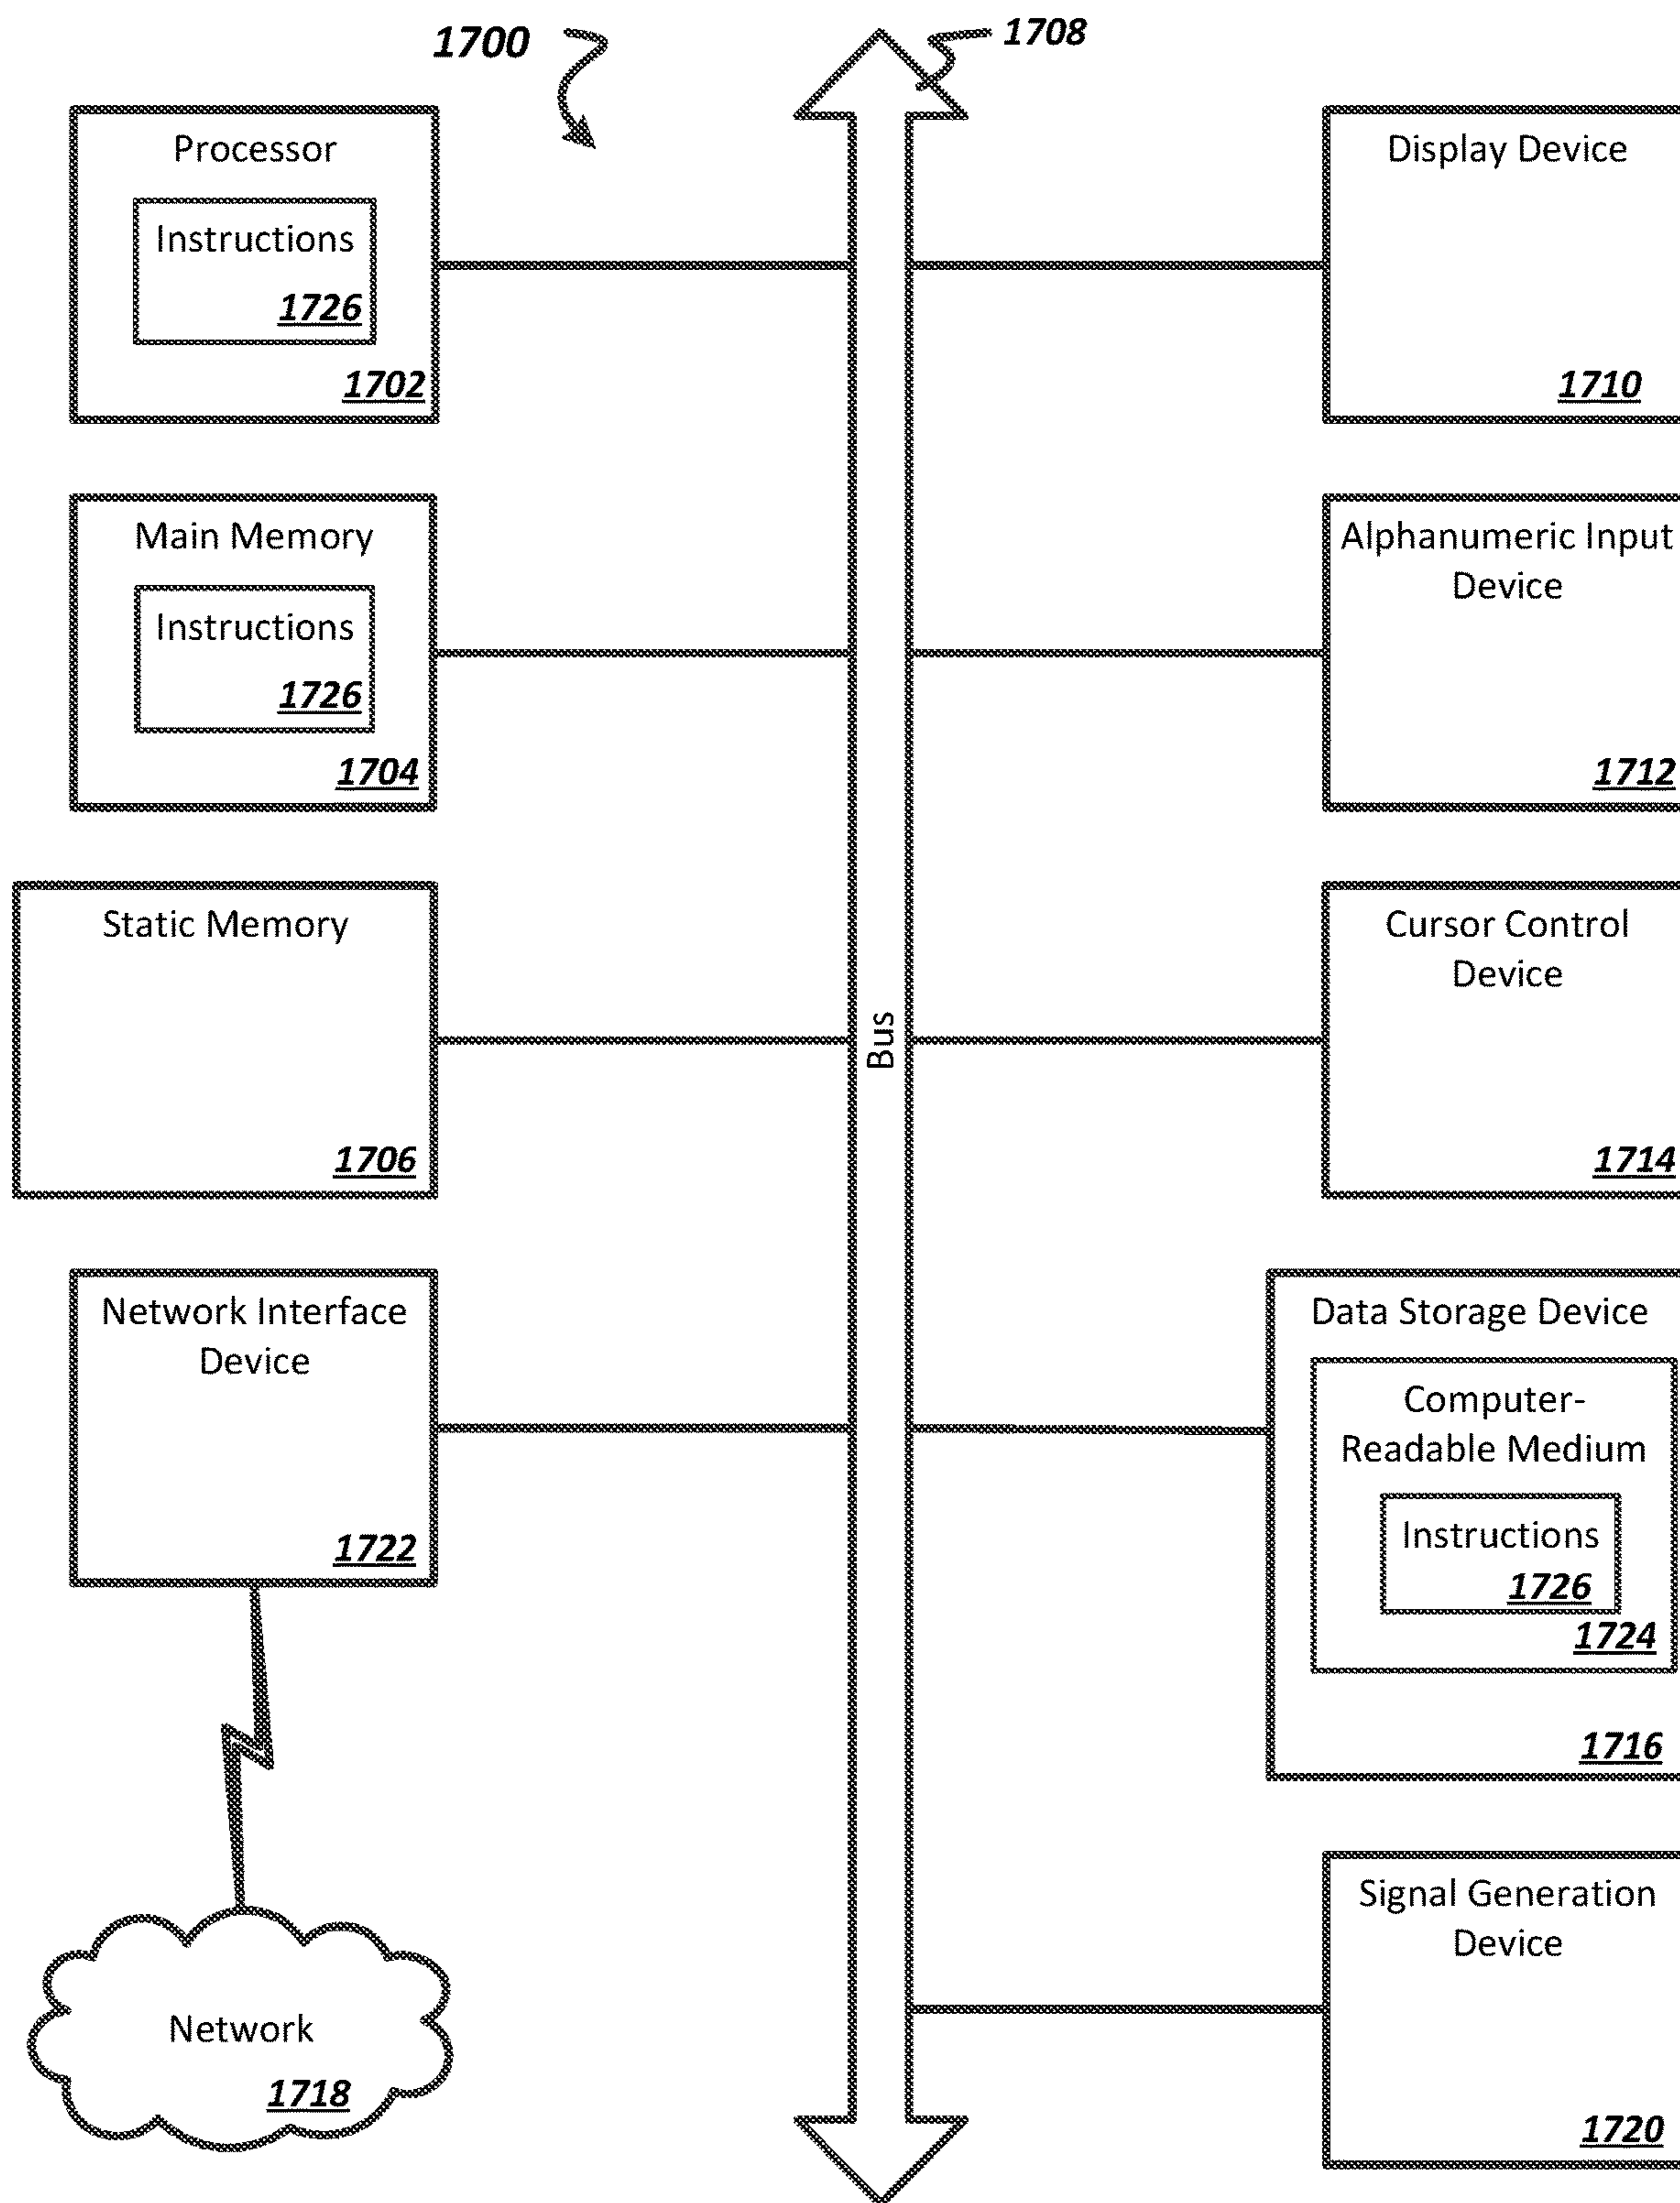 1700
1708
Processor
Instructions
1726
1702
Display Device
1710
Main Memory
Instructions
1726
1704
Alphanumeric Input
Device
1712
Static Memory
1706
Cursor Control
Device
1714
Bus
Network Interface
Device
1722
Data Storage Device
Computer-
Readable Medium
Instructions
1726
1724
1716
Network
1718
Signal Generation
Device
1720